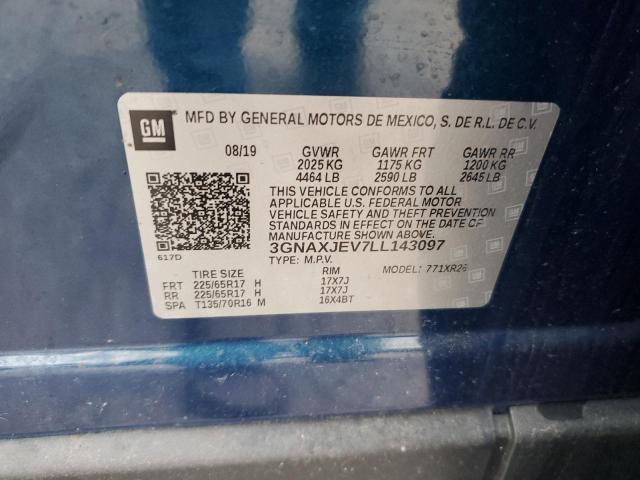 GM
MFD BY GENERAL MOTORS DE MEXICO, S. DE R.L. DE C.V.
08/19 GVWR GAWR FRT GAWR RR
2025 KG 1175 KG 1200 KG
4464 LB 2590 LB 2645 LB
THIS VEHICLE CONFORMS TO ALL
APPLICABLE U.S. FEDERAL MOTOR
VEHICLE SAFETY AND THEFT PREVENTION
STANDARDS IN EFFECT ON THE DATE OF
MANUFACTURE SHOWN ABOVE.
3GNAXJEV7LL143097
617D
TYPE: M.P.V. MODEL: 771XR26
TIRE SIZE RIM
FRT 225/65R17 H 17X7J
RR 225/65R17 H 17X7J
SPA T135/70R16 M 16X4BT